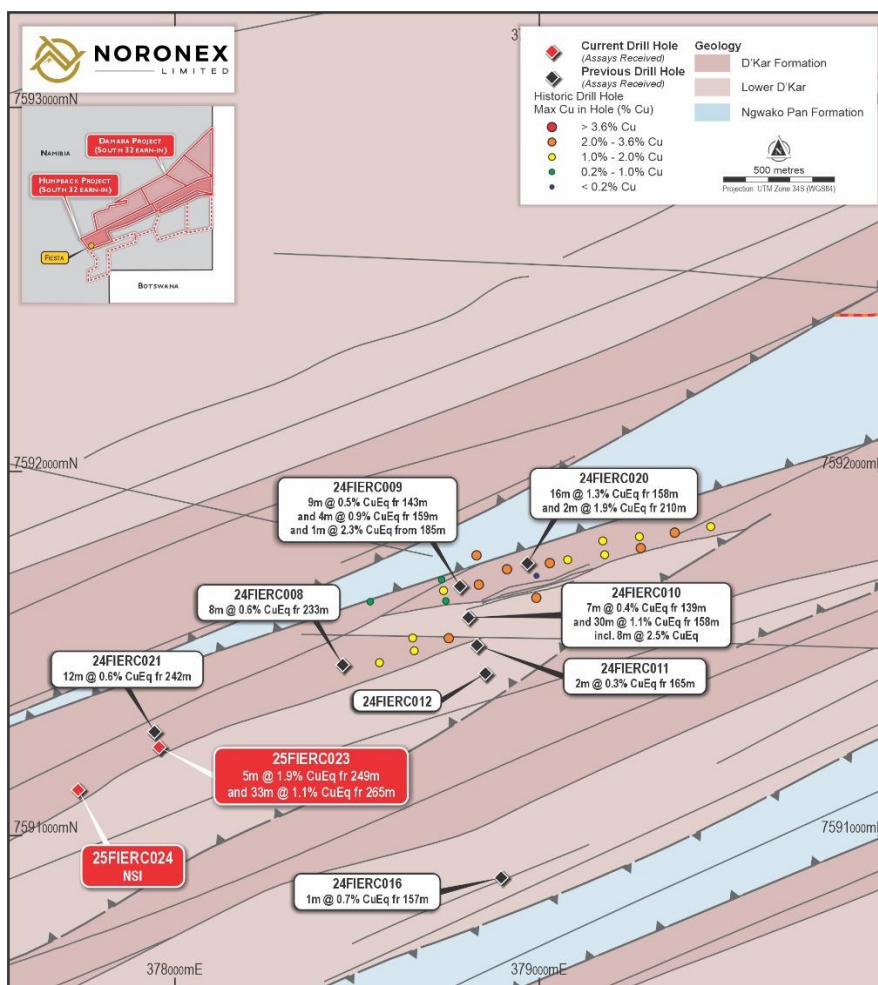 NORONEX
LIMITED
NAMIBIA
DAMARA PROJECT
(SOUTH 32 EARN-IN)
HUMPBACK PROJECT
(SOUTH 32 EARN-IN)
FIESTA
BOTSWANA
Current Drill Hole
(Assays Received)
Previous Drill Hole
(Assays Received)
Historic Drill Hole
Max Cu in Hole (% Cu)
> 3.6% Cu
2.0% - 3.6% Cu
1.0% - 2.0% Cu
0.2% - 1.0% Cu
< 0.2% Cu
Geology
D'Kar Formation
Lower D'Kar
Ngwako Pan Formation
500 metres
Projection: UTM Zone 34S (WGS84)
7593000mN
7592000mN
7592000mN
24FIERC009
9m @ 0.5% CuEq fr 143m
and 4m @ 0.9% CuEq fr 159m
and 1m @ 2.3% CuEq from 185m
24FIERC020
16m @ 1.3% CuEq fr 158m
and 2m @ 1.9% CuEq fr 210m
24FIERC008
8m @ 0.6% CuEq fr 233m
24FIERC010
7m @ 0.4% CuEq fr 139m
and 30m @ 1.1% CuEq fr 158m
incl. 8m @ 2.5% CuEq
24FIERC021
12m @ 0.6% CuEq fr 242m
24FIERC011
2m @ 0.3% CuEq fr 165m
24FIERC012
25FIERC023
5m @ 1.9% CuEq fr 249m
and 33m @ 1.1% CuEq fr 265m
7591000mN
7591000mN
25FIERC024
NSI
24FIERC016
1m @ 0.7% CuEq fr 157m
378000mE
379000mE